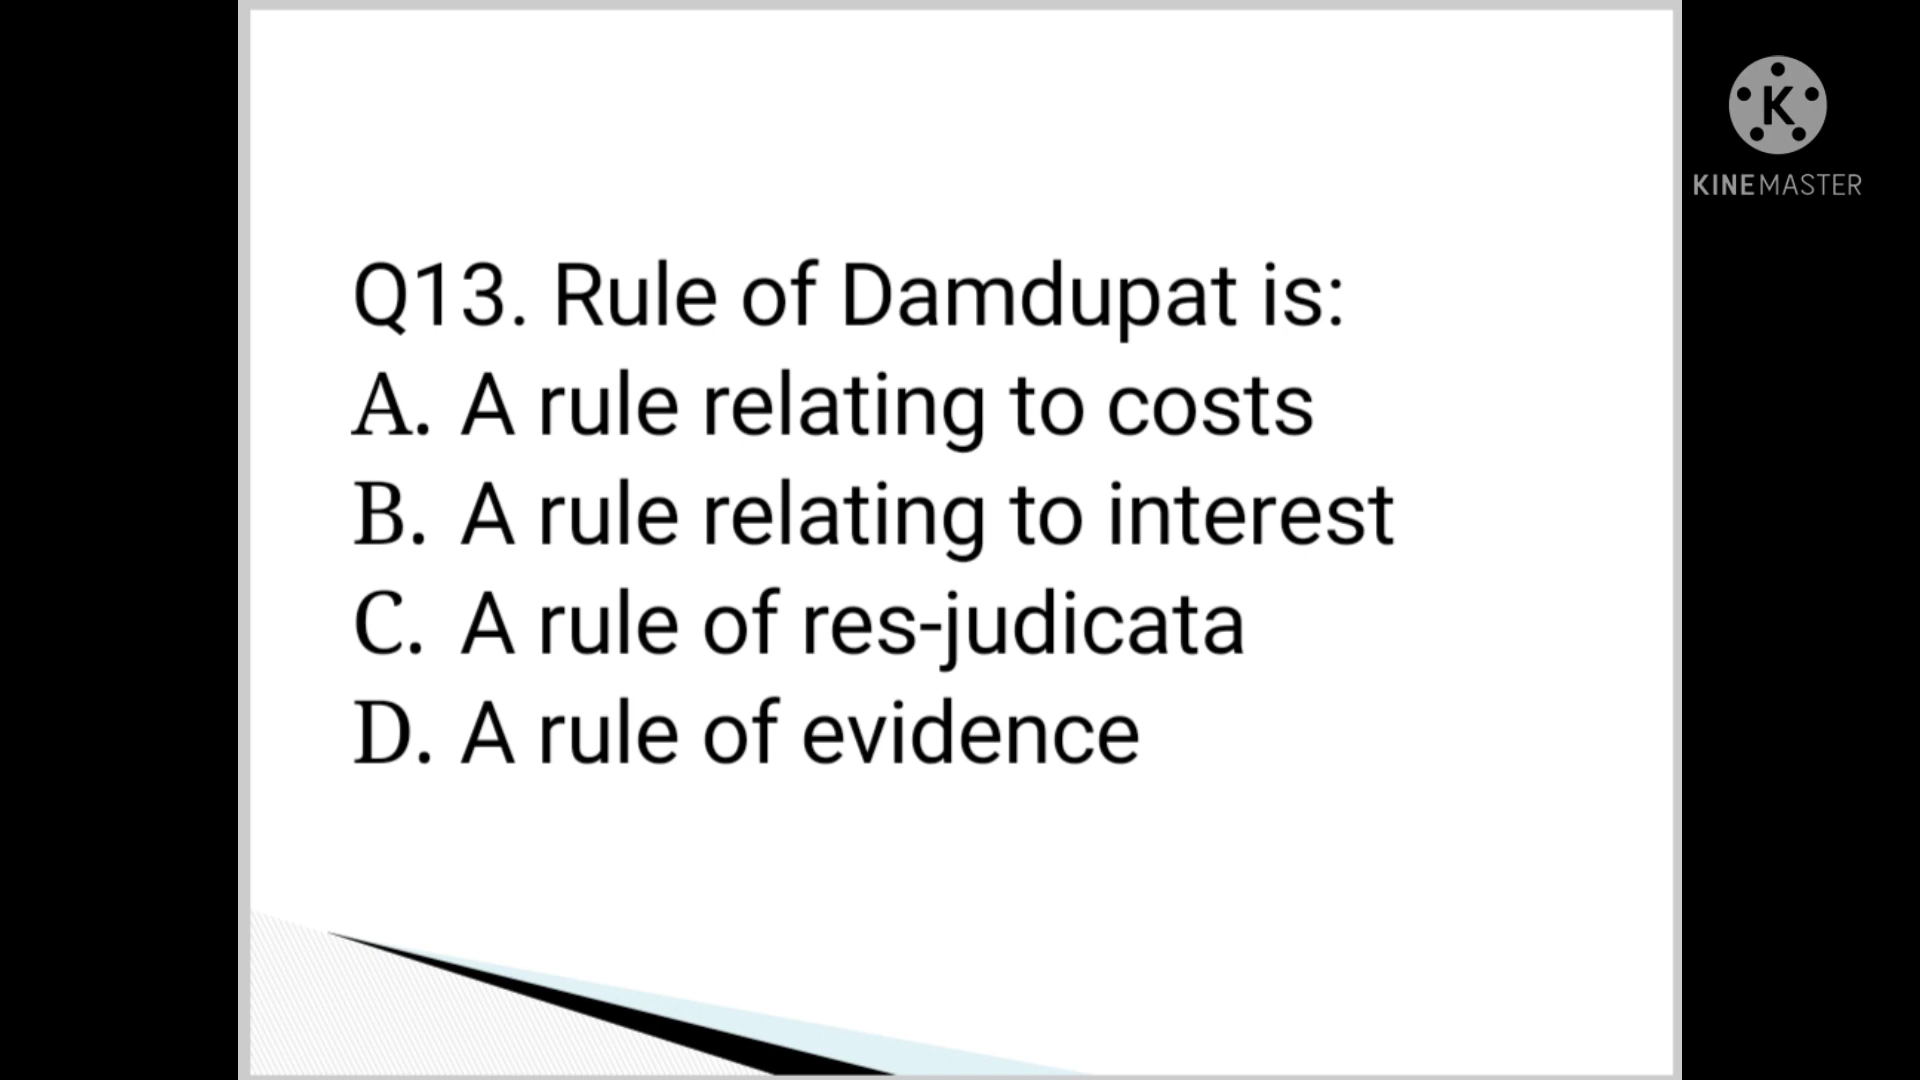 Q13. Rule of Damdupat is:
A. A rule relating to costs
B. A rule relating to interest
C. A rule of res-judicata
D. A rule of evidence
K
KINEMASTER